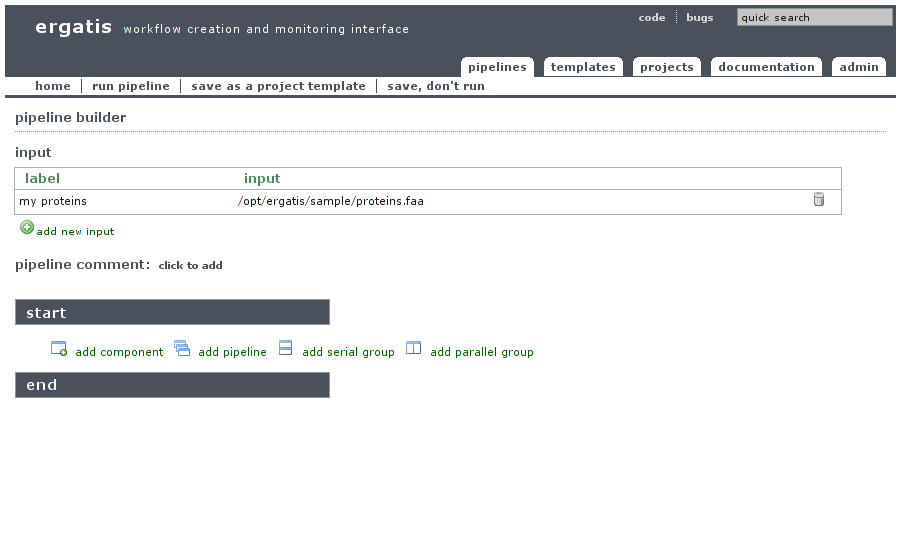 code bugs quick search
ergatis workflow creation and monitoring interface
pipelines templates projects documentation admin
home run pipeline save as a project template save, don't run
pipeline builder
input
label input
my proteins /opt/ergatis/sample/proteins.faa
add new input
pipeline comment: click to add
start
add component add pipeline add serial group add parallel group
end